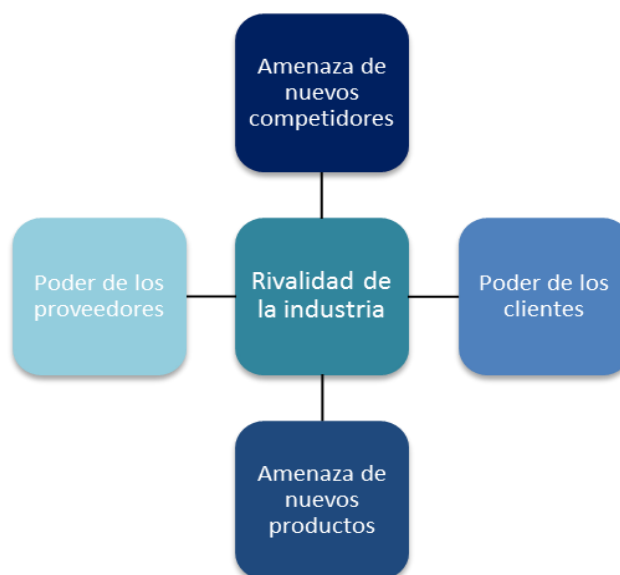 Amenaza de
nuevos
competidores
Poder de los
proveedores
Rivalidad de
la industria
Poder de los
clientes
Amenaza de
nuevos
productos